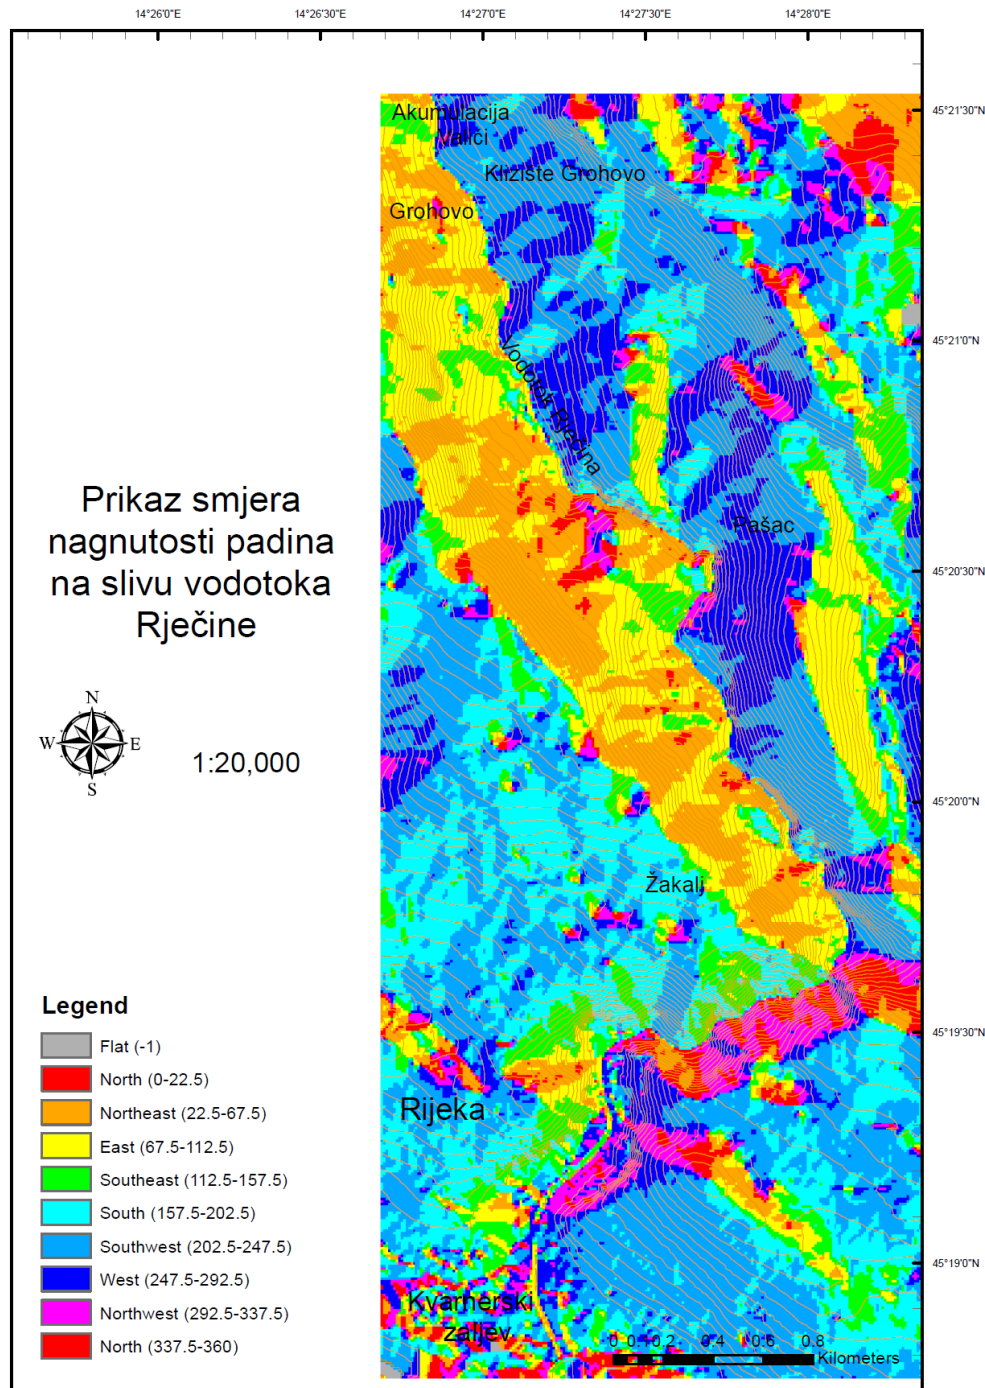 14°26'0"E 14°26'30"E 14°27'0"E 14°27'30"E 14°28'0"E
45°21'30"N
45°21'0"N
45°20'30"N
45°20'0"N
45°19'30"N
45°19'0"N
Akumulacija
Valići
Klizište Grohovo
Grohovo
Vodotok Rječina
Pašac
Žakalj
Rijeka
Kvarnerski
zaljev
Prikaz smjera
nagnutosti padina
na slivu vodotoka
Rječine
N
W E
S
1:20,000
Legend
Flat (-1)
North (0-22.5)
Northeast (22.5-67.5)
East (67.5-112.5)
Southeast (112.5-157.5)
South (157.5-202.5)
Southwest (202.5-247.5)
West (247.5-292.5)
Northwest (292.5-337.5)
North (337.5-360)
0 0.10.2 0.4 0.6 0.8
Kilometers